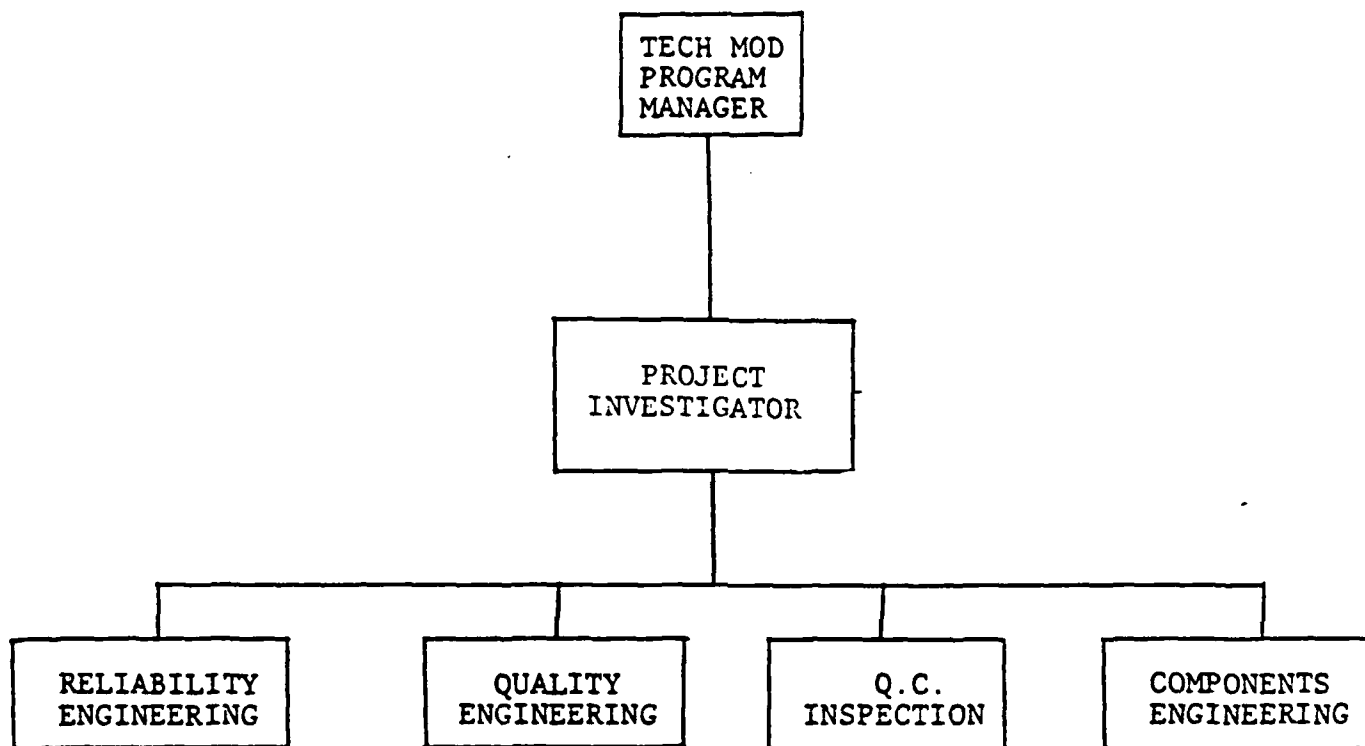 TECH MOD
PROGRAM
MANAGER
PROJECT
INVESTIGATOR
RELIABILITY
ENGINEERING
QUALITY
ENGINEERING
Q.C.
INSPECTION
COMPONENTS
ENGINEERING